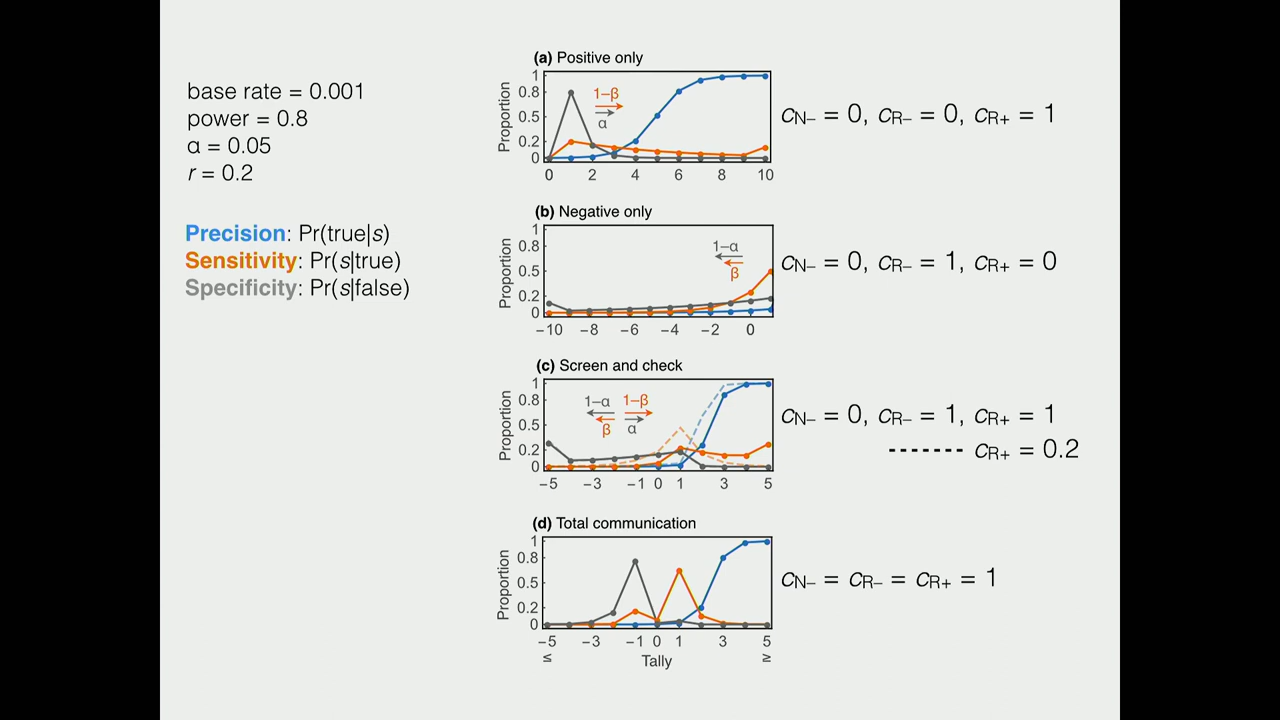 base rate = 0.001
power = 0.8
α = 0.05
r = 0.2
Precision: Pr(true|s)
Sensitivity: Pr(s|true)
Specificity: Pr(s|false)
(a) Positive only
Proportion
1
0.8
0.5
0.2
0
1–β
α
0 2 4 6 8 10
cN– = 0, cR– = 0, cR+ = 1
(b) Negative only
Proportion
1
0.8
0.5
0.2
0
1–α
β
–10 –8 –6 –4 –2 0
cN– = 0, cR– = 1, cR+ = 0
(c) Screen and check
Proportion
1
0.8
0.5
0.2
0
1–α 1–β
β α
–5 –3 –1 0 1 3 5
cN– = 0, cR– = 1, cR+ = 1
cR+ = 0.2
(d) Total communication
Proportion
1
0.8
0.5
0.2
0
–5 –3 –1 0 1 3 5
≤ Tally ≥
cN– = cR– = cR+ = 1